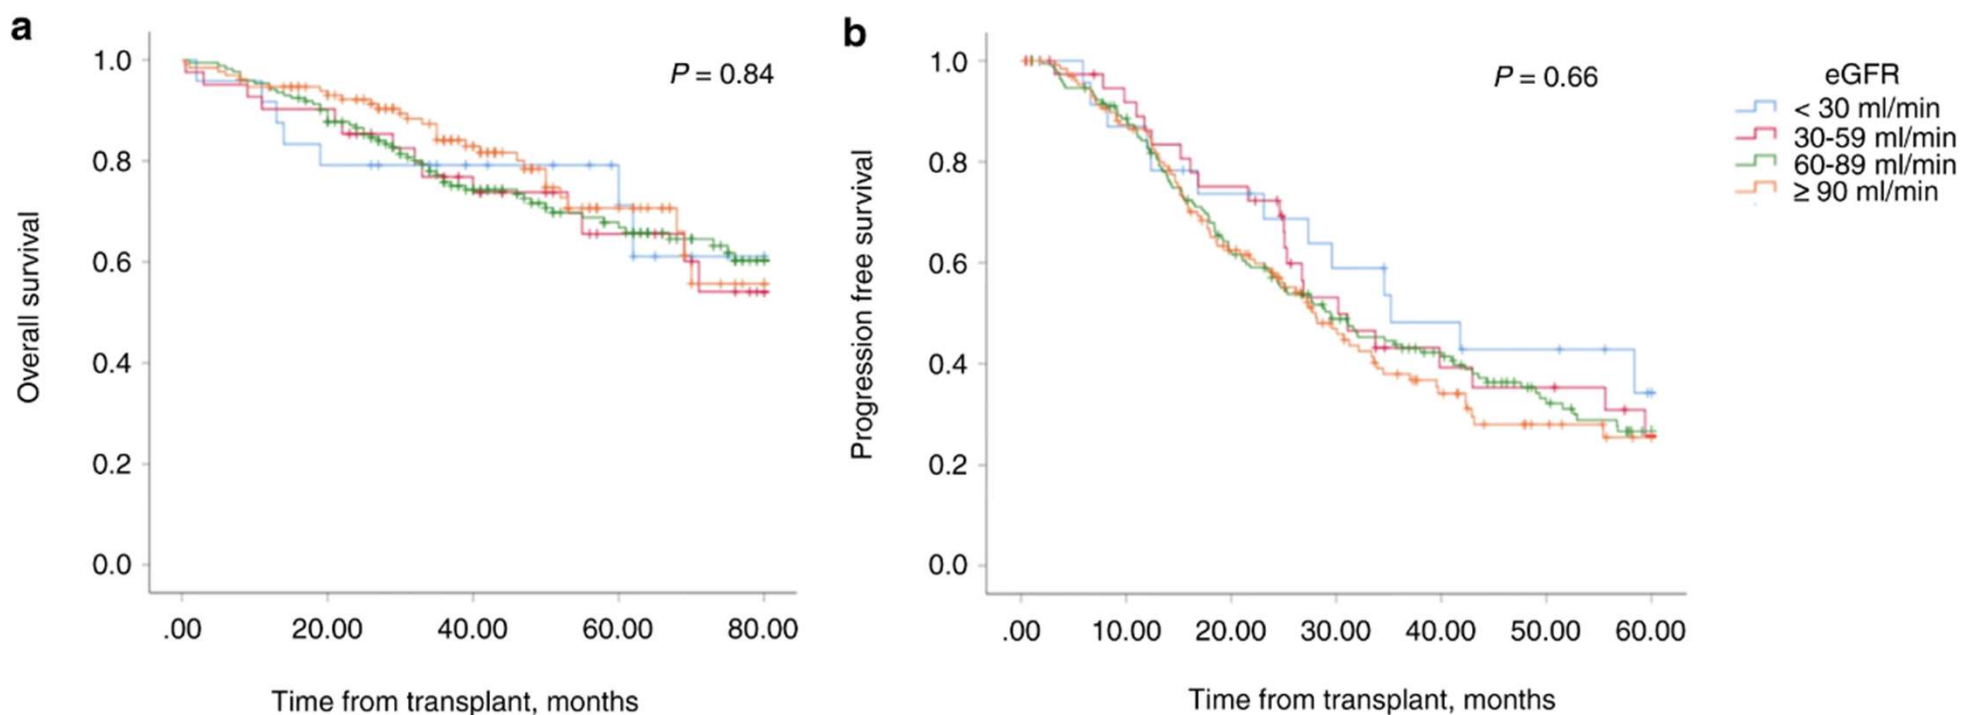 a
Overall survival
1.0
0.8
0.6
0.4
0.2
0.0
P = 0.84
.00 20.00 40.00 60.00 80.00
Time from transplant, months
b
Progression free survival
1.0
0.8
0.6
0.4
0.2
0.0
P = 0.66
.00 10.00 20.00 30.00 40.00 50.00 60.00
Time from transplant, months
eGFR
< 30 ml/min
30-59 ml/min
60-89 ml/min
≥ 90 ml/min